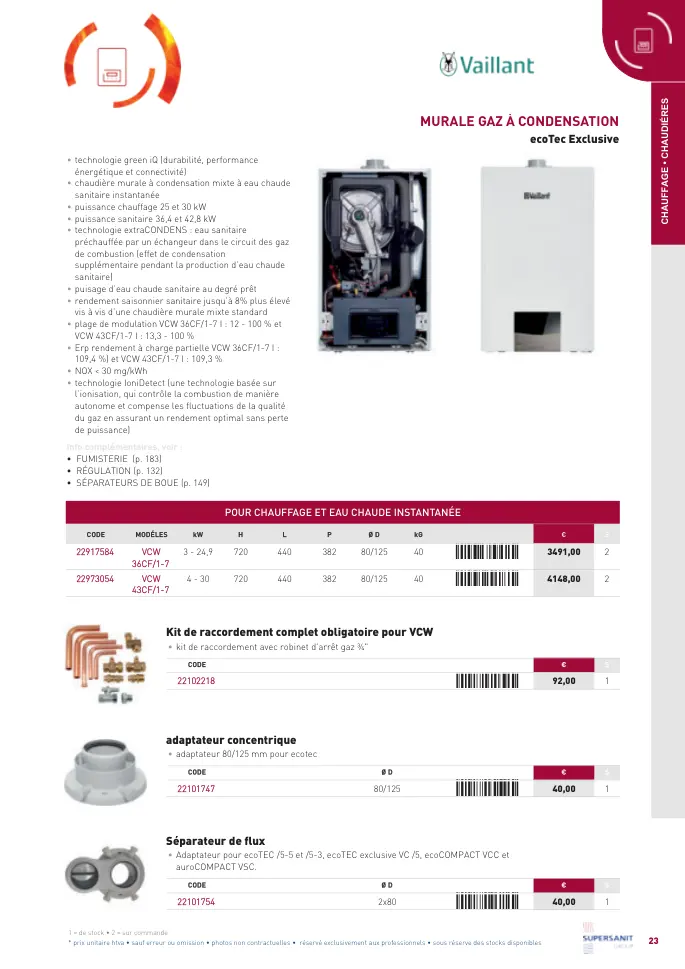 Vaillant
CHAUFFAGE • CHAUDIÈRES
MURALE GAZ À CONDENSATION
ecoTec Exclusive
• technologie green iQ (durabilité, performance
énergétique et connectivité)
• chaudière murate à condensation mixte à eau chaude
sanitaire instantanée
• puissance chauffage 25 et 30 kW
• puissance sanitaire 36,4 et 42,8 kW
• technologie extraCONDENS : eau sanitaire
préchauffée par un échangeur dans le circuit des gaz
de combustion (effet de condensation
supplémentaire pendant la production d'eau chaude
sanitaire)
• puisage d'eau chaude sanitaire au degré prêt
• rendement saisonnier sanitaire jusqu'à 8% plus élevé
vis à vis d'une chaudière murale mixte standard
• plage de modulation VCW 36CF/1-7 I : 12 - 100 % et
VCW 43CF/1-7 I : 13,3 - 100 %
• Erp rendement à charge partielle VCW 36CF/1-7 I :
109,4 %) et VCW 43CF/1-7 I : 109,3 %
• NOX < 30 mg/kWh
• technologie IoniDetect (une technologie basée sur
l'ionisation, qui contrôle la combustion de manière
autonome et compense les fluctuations de la qualité
du gaz en assurant un rendement optimal sans perte
de puissance)
Info complémentaires, voir :
• FUMISTERIE (p. 183)
• RÉGULATION (p. 132)
• SÉPARATEURS DE BOUE (p. 149)
Vaillant
POUR CHAUFFAGE ET EAU CHAUDE INSTANTANÉE
CODE MODÈLES kW H L P Ø D kG €
22917584 VCW 36CF/1-7 3 - 24,9 720 440 382 80/125 40 3491,00 2
22973054 VCW 43CF/1-7 4 - 30 720 440 382 80/125 40 4148,00 2
Kit de raccordement complet obligatoire pour VCW
• kit de raccordement avec robinet d'arrêt gaz ¾"
CODE €
22102218 92,00 1
adaptateur concentrique
• adaptateur 80/125 mm pour ecotec
CODE Ø D €
22101747 80/125 40,00 1
Séparateur de flux
• Adaptateur pour ecoTEC /5-5 et /5-3, ecoTEC exclusive VC /5, ecoCOMPACT VCC et
auroCOMPACT VSC.
CODE Ø D €
22101754 2x80 40,00 1
1 = de stock • 2 = sur commande
* prix unitaire htva • sauf erreur ou omission • photos non contractuelles • réservé exclusivement aux professionnels • sous réserve des stocks disponibles
SUPERSANIT
GROUP
23